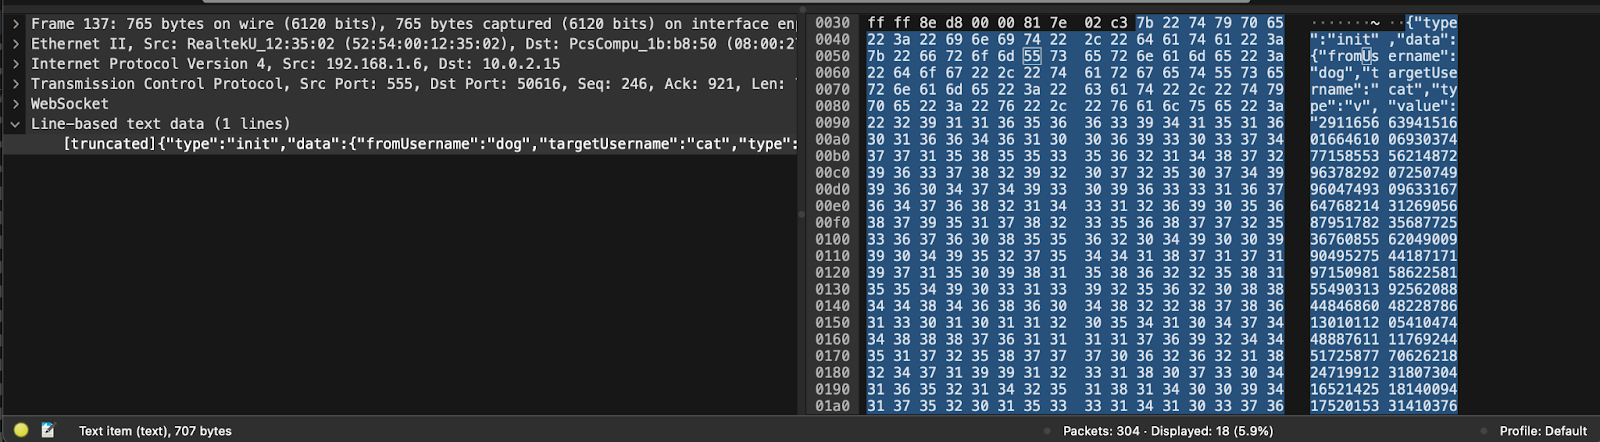 Frame 137: 765 bytes on wire (6120 bits), 765 bytes captured (6120 bits) on interface en
Ethernet II, Src: RealtekU_12:35:02 (52:54:00:12:35:02), Dst: PcsCompu_1b:b8:50 (08:00:2
Internet Protocol Version 4, Src: 192.168.1.6, Dst: 10.0.2.15
Transmission Control Protocol, Src Port: 555, Dst Port: 50616, Seq: 246, Ack: 921, Len:
WebSocket
Line-based text data (1 lines)
[truncated]{"type":"init","data":{"fromUsername":"dog","targetUsername":"cat","type":
0030 ff ff 8e d8 00 00 81 7e 02 c3 7b 22 74 79 70 65 ·······~ ··{"type
0040 22 3a 22 69 6e 69 74 22 2c 22 64 61 74 61 22 3a ":"init" ,"data":
0050 7b 22 66 72 6f 6d 55 73 65 72 6e 61 6d 65 22 3a {"fromUs ername":
0060 22 64 6f 67 22 2c 22 74 61 72 67 65 74 55 73 65 "dog","t argetUse
0070 72 6e 61 6d 65 22 3a 22 63 61 74 22 2c 22 74 79 rname":" cat","ty
0080 70 65 22 3a 22 76 22 2c 22 76 61 6c 75 65 22 3a pe":"v", "value":
0090 22 32 39 31 31 36 35 36 36 33 39 34 31 35 31 36 "2911656 63941516
00a0 30 31 36 36 34 36 31 30 30 36 39 33 30 33 37 34 01664610 06930374
00b0 37 37 31 35 38 35 35 33 35 36 32 31 34 38 37 32 77158553 56214872
00c0 39 36 33 37 38 32 39 32 30 37 32 35 30 37 34 39 96378292 07250749
00d0 39 36 30 34 37 34 39 33 30 39 36 33 33 31 36 37 96047493 09633167
00e0 36 34 37 36 38 32 31 34 33 31 32 36 39 30 35 36 64768214 31269056
00f0 38 37 39 35 31 37 38 32 33 35 36 38 37 37 32 35 87951782 35687725
0100 33 36 37 36 30 38 35 35 36 32 30 34 39 30 30 39 36760855 62049009
0110 39 30 34 39 35 32 37 35 34 34 31 38 37 31 37 31 90495275 44187171
0120 39 37 31 35 30 39 38 31 35 38 36 32 32 35 38 31 97150981 58622581
0130 35 35 34 39 30 33 31 33 39 32 35 36 32 30 38 38 55490313 92562088
0140 34 34 38 34 36 38 36 30 34 38 32 32 38 37 38 36 44846860 48228786
0150 31 33 30 31 30 31 31 32 30 35 34 31 30 34 37 34 13010112 05410474
0160 34 38 38 38 37 36 31 31 31 31 37 36 39 32 34 34 48887611 11769244
0170 35 31 37 32 35 38 37 37 37 30 36 32 36 32 31 38 51725877 70626218
0180 32 34 37 31 39 39 31 32 33 31 38 30 37 33 30 34 24719912 31807304
0190 31 36 35 32 31 34 32 35 31 38 31 34 30 30 39 34 16521425 18140094
01a0 31 37 35 32 30 31 35 33 33 31 34 31 30 33 37 36 17520153 31410376
Text item (text), 707 bytes
Packets: 304 · Displayed: 18 (5.9%)
Profile: Default